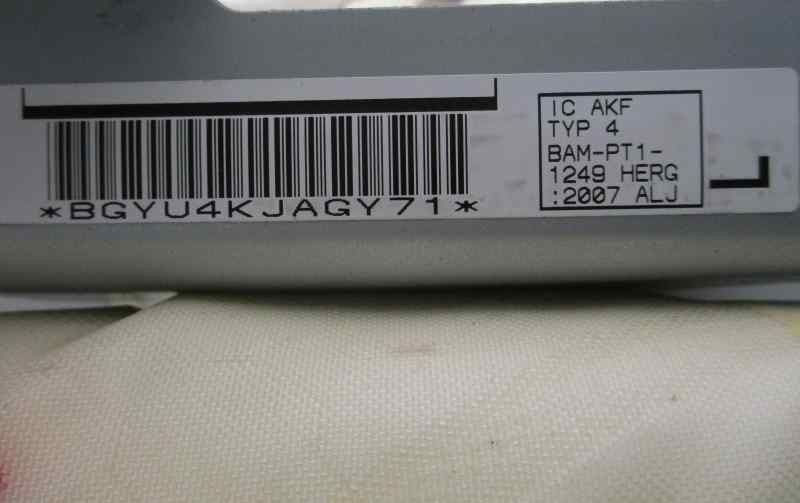 *BGYU4KJAGY71*
IC AKF
TYP 4
BAM-PT1-
1249 HERG
:2007 ALJ